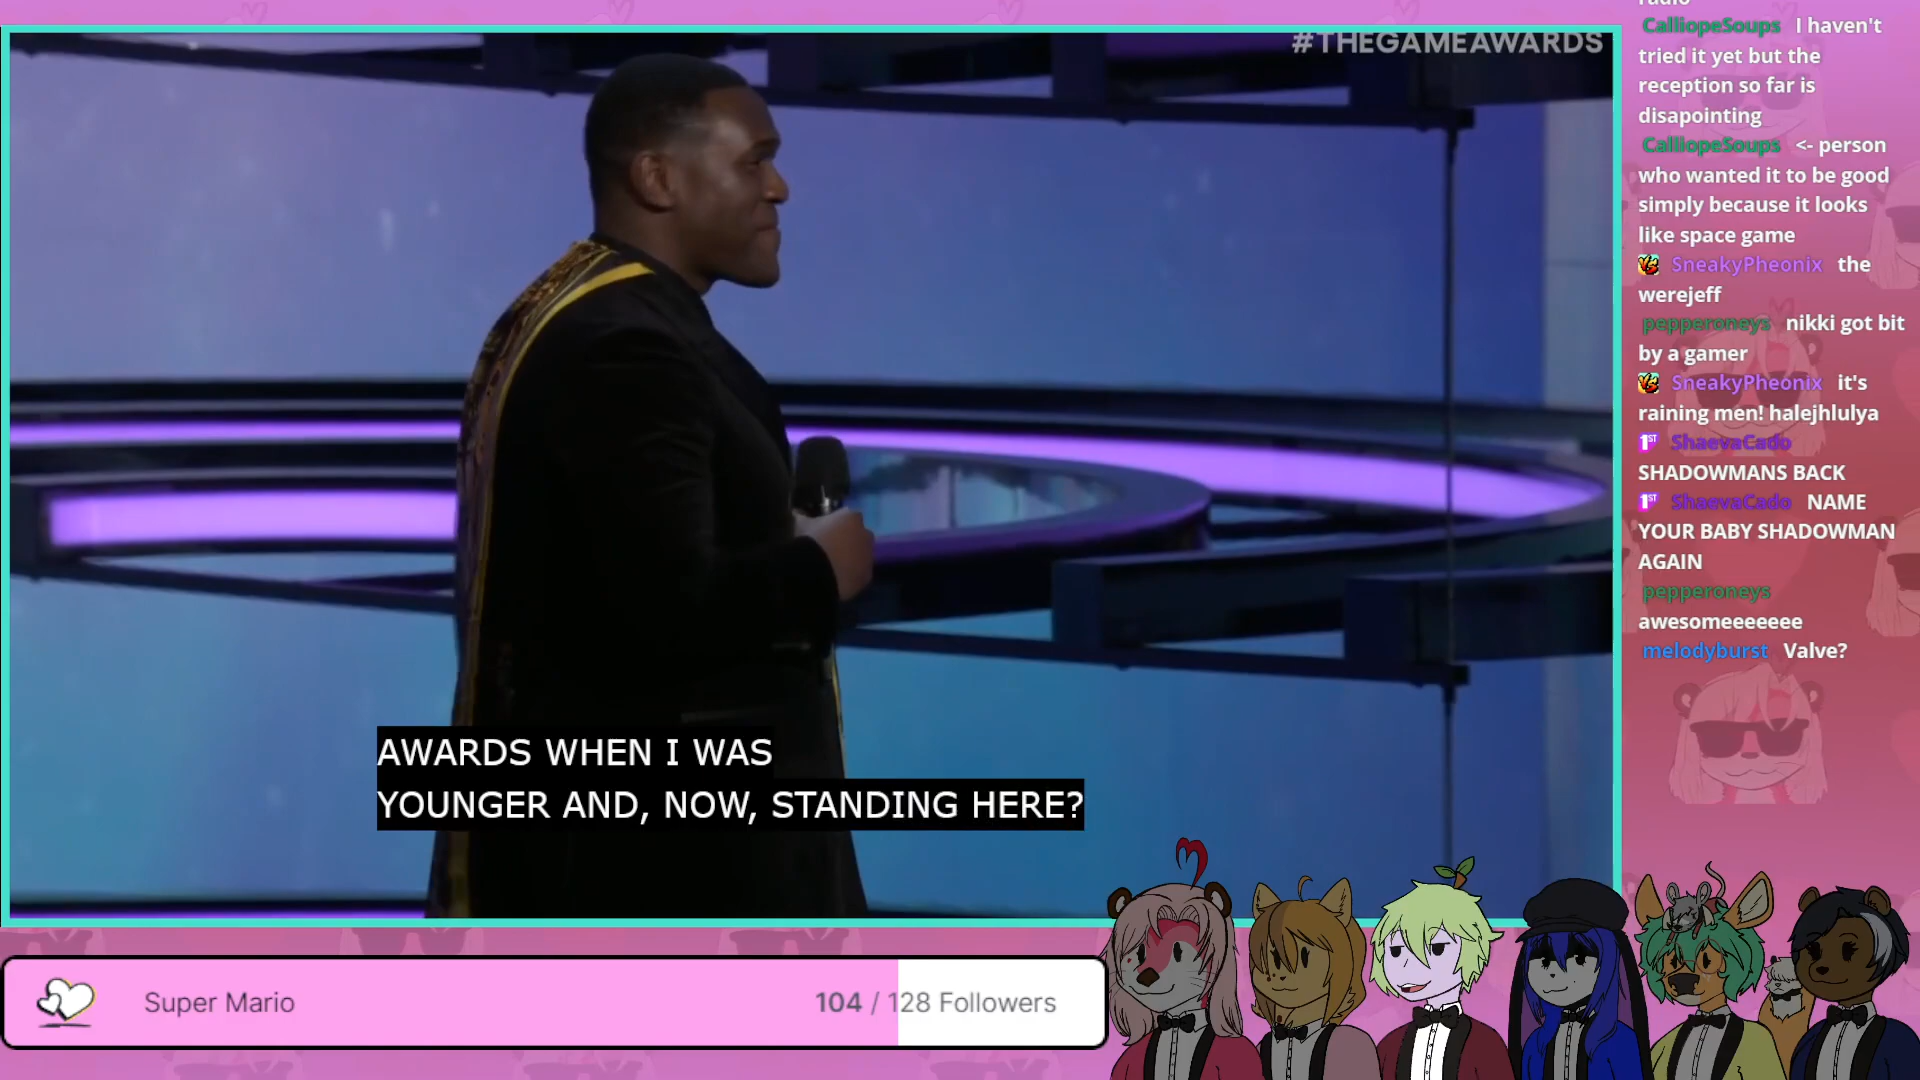 #THEGAMEAWARDS
AWARDS WHEN I WAS
YOUNGER AND, NOW, STANDING HERE?
CalliopeSoups I haven't
tried it yet but the
reception so far is
disapointing
CalliopeSoups <- person
who wanted it to be good
simply because it looks
like space game
SneakyPheonix the
werejeff
pepperoneys nikki got bit
by a gamer
SneakyPheonix it's
raining men! halejhlulya
1ST ShaevaCado
SHADOWMANS BACK
1ST ShaevaCado NAME
YOUR BABY SHADOWMAN
AGAIN
pepperoneys
awesomeeeeeee
melodyburst Valve?
Super Mario 104 / 128 Followers